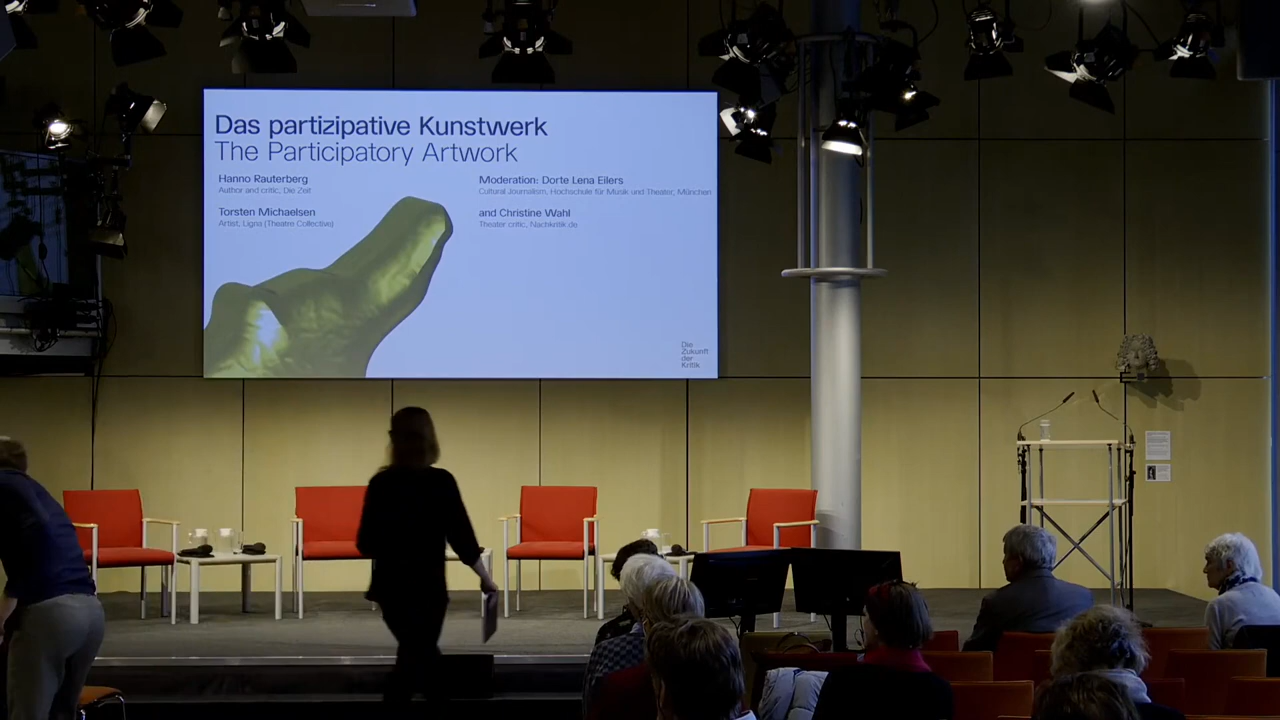 Das partizipative Kunstwerk
The Participatory Artwork
Hanno Rauterberg
Author and critic, Die Zeit
Torsten Michaelsen
Artist, Ligna (Theatre Collective)
Moderation: Dorte Lena Eilers
Cultural Journalism, Hochschule für Musik und Theater, München
and Christine Wahl
Theater critic, Nachkritik.de
Die
Zukunft
der
Kritik